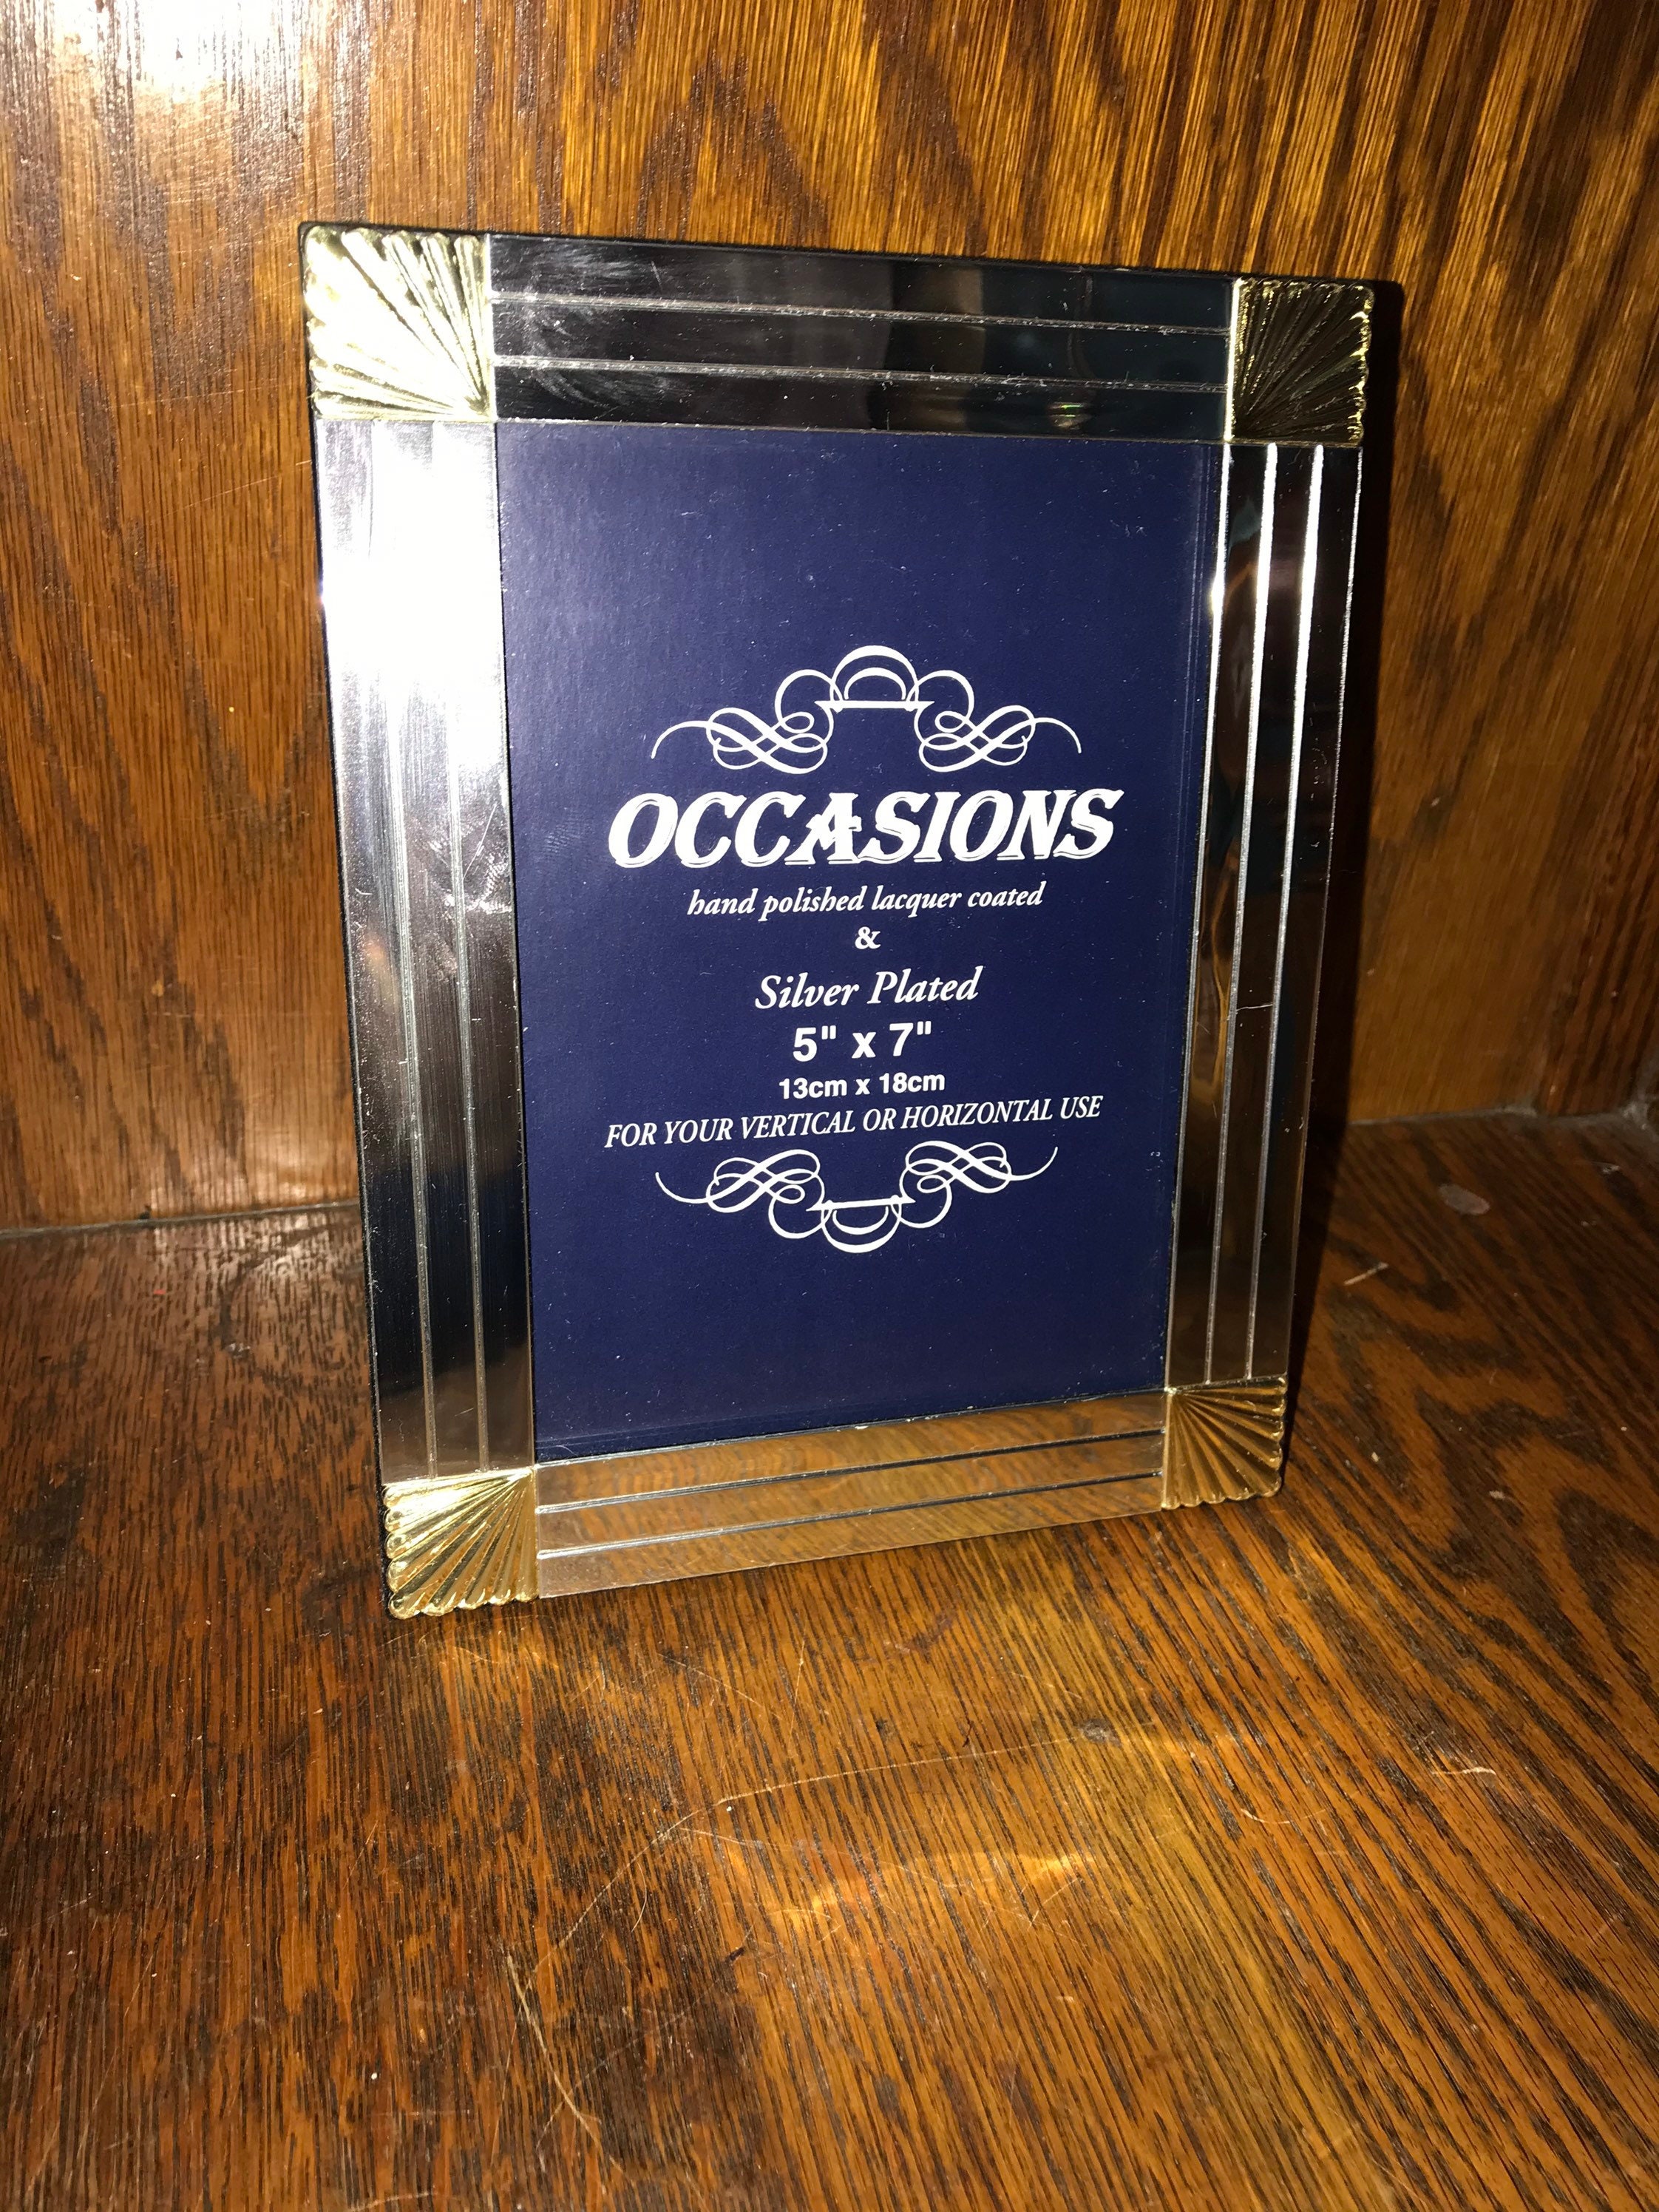 OCCASIONS
hand polished lacquer coated
&
Silver Plated
5" x 7"
13cm x 18cm
FOR YOUR VERTICAL OR HORIZONTAL USE